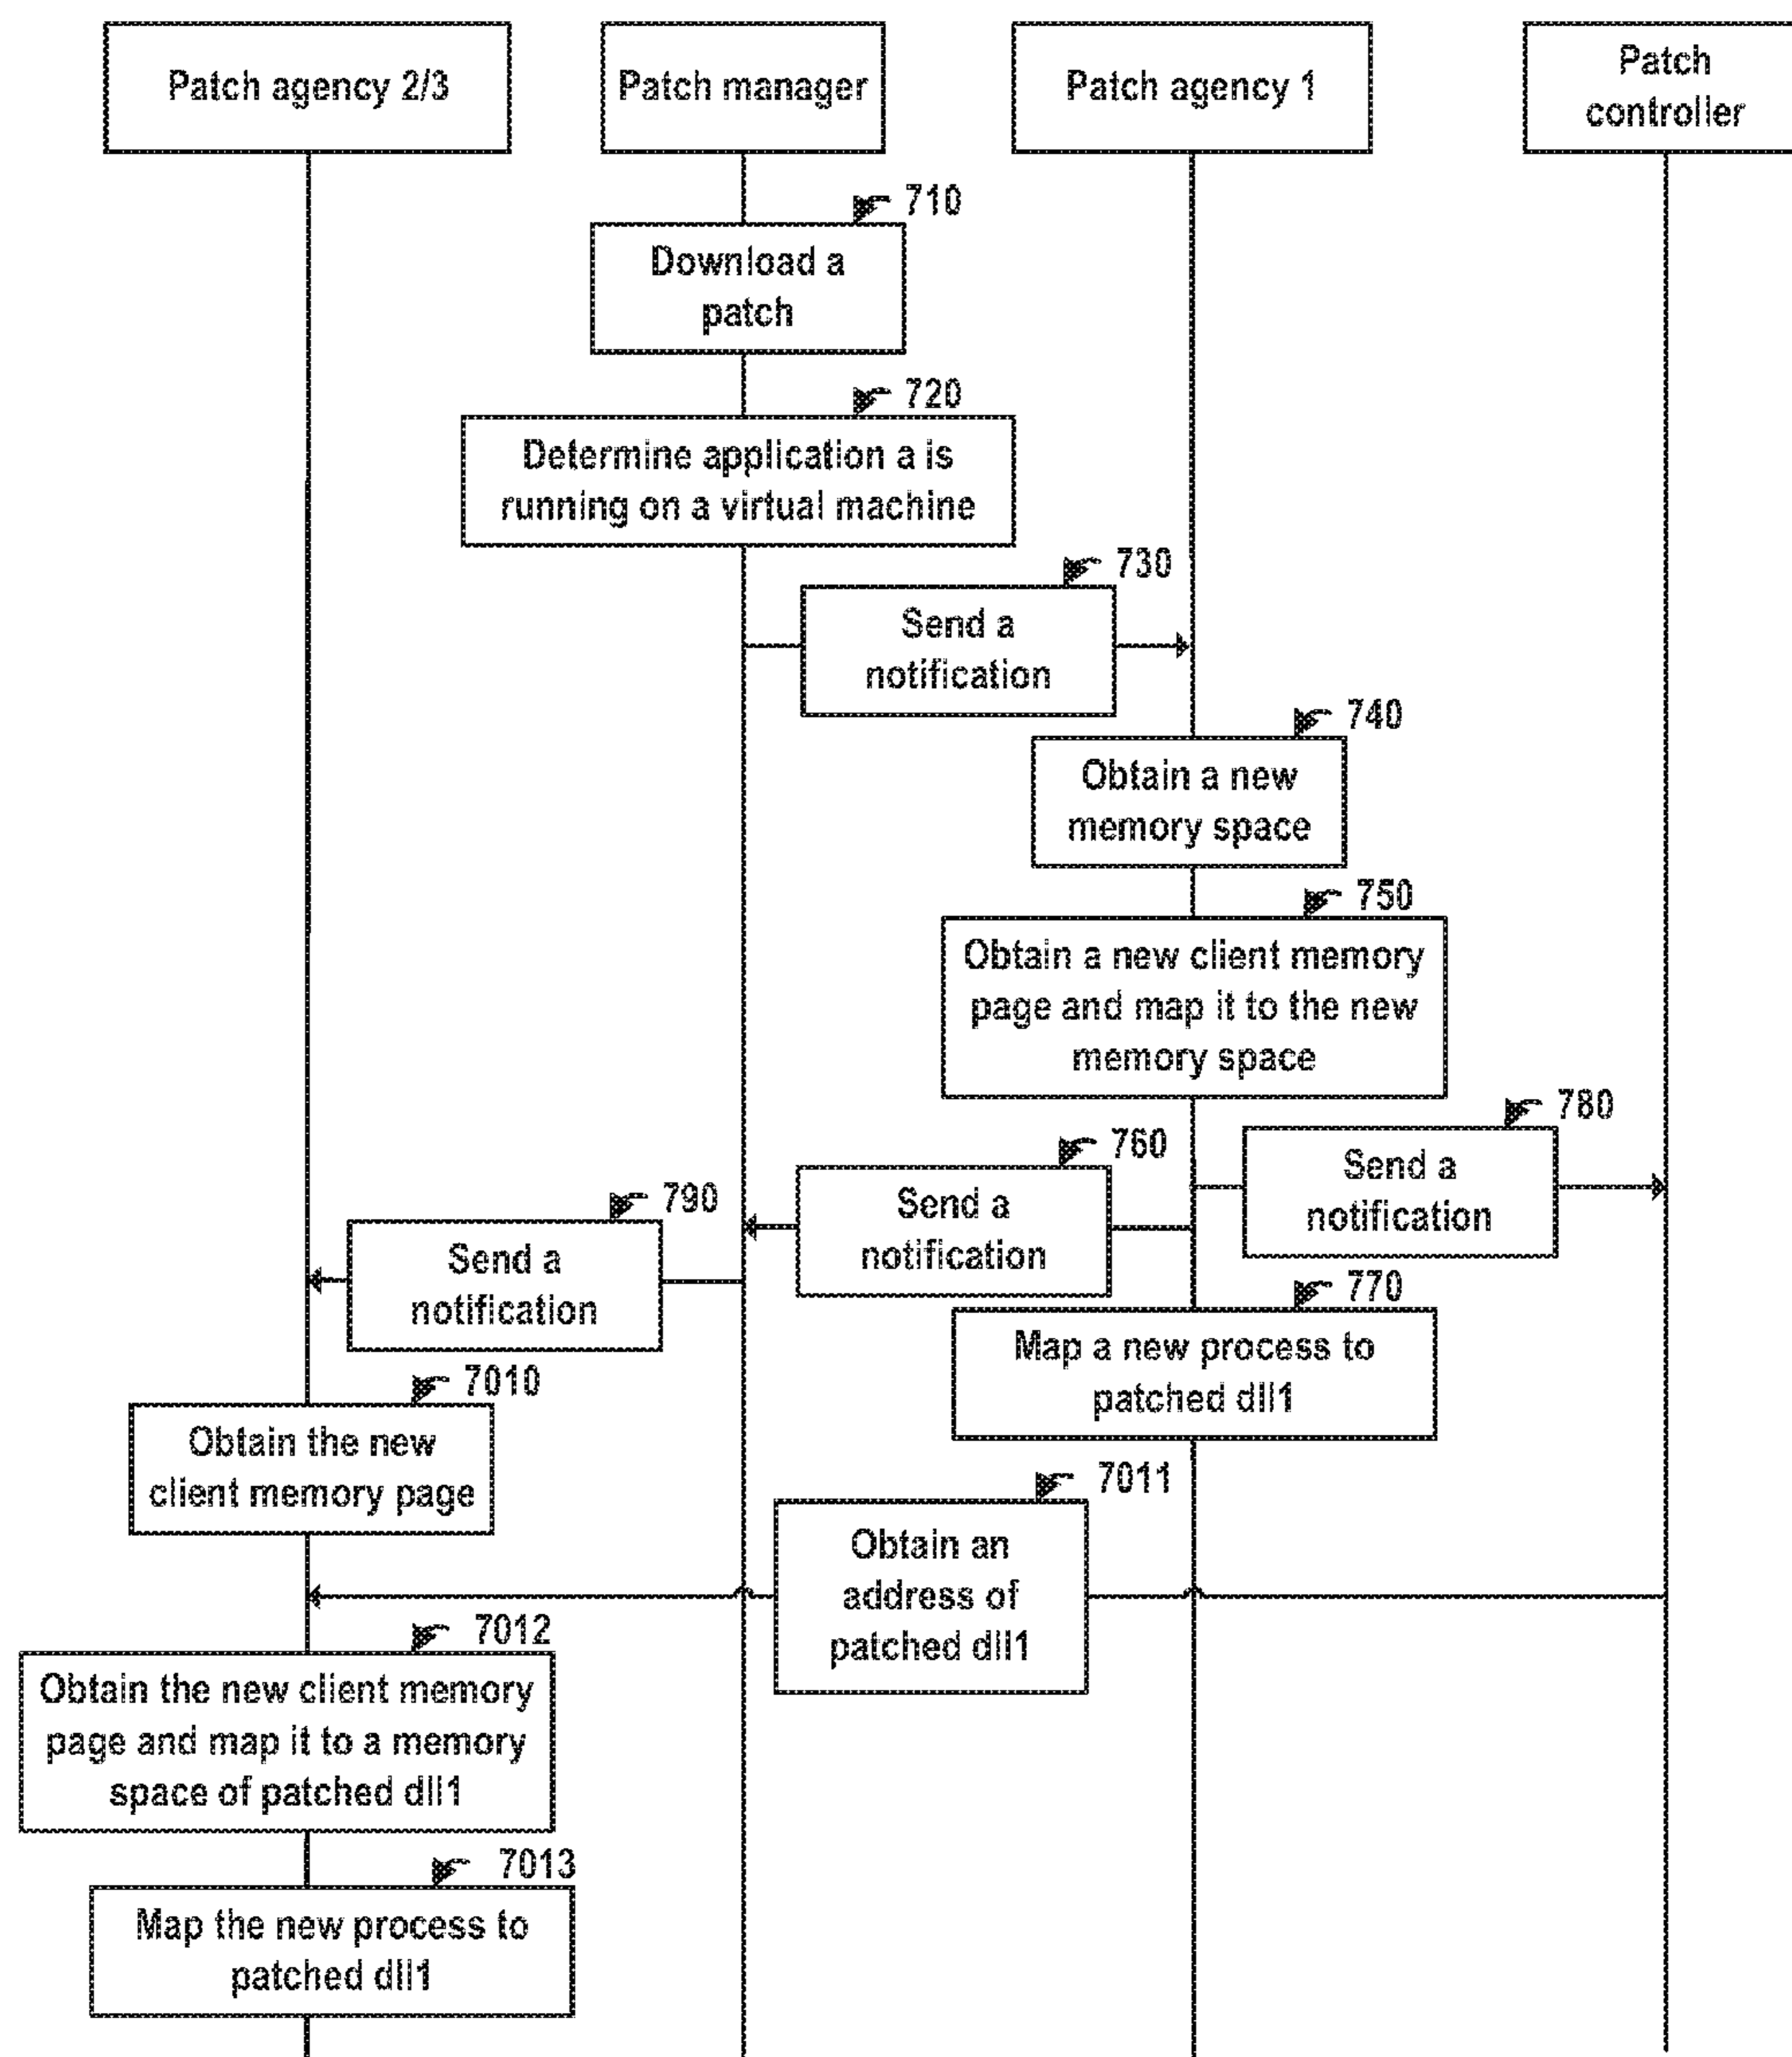 Patch agency 2/3
Patch manager
Patch agency 1
Patch
controller
710
Download a
patch
720
Determine application a is
running on a virtual machine
730
Send a
notification
740
Obtain a new
memory space
750
Obtain a new client memory
page and map it to the new
memory space
780
Send a
notification
760
Send a
notification
790
Send a
notification
770
Map a new process to
patched dll1
7010
Obtain the new
client memory page
7011
Obtain an
address of
patched dll1
7012
Obtain the new client memory
page and map it to a memory
space of patched dll1
7013
Map the new process to
patched dll1